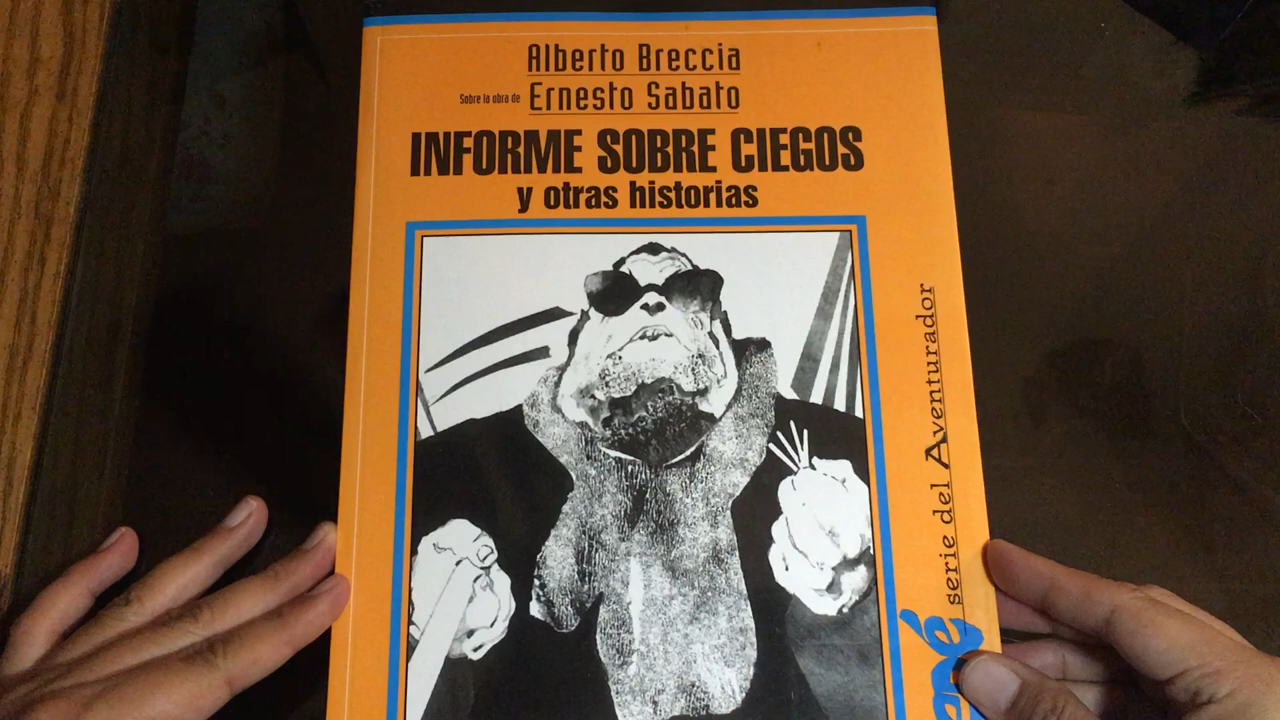 Alberto Breccia
Sobre la obra de Ernesto Sabato
INFORME SOBRE CIEGOS
y otras historias
serie del Aventurador